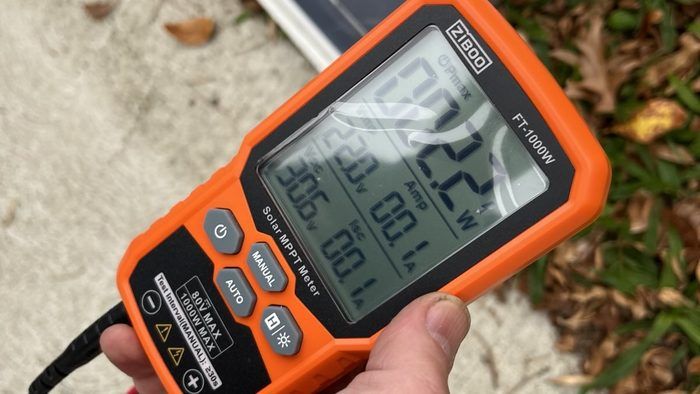 ZIBOO
FT-1000W
Pmax
002.2 W
22.0 V
Amp
00.1 A
30.6 V
Isc
00.1 A
Solar MPPT Meter
MANUAL
AUTO
H
80V MAX
1000W MAX
Test Interval(MANUAL): ≥30s